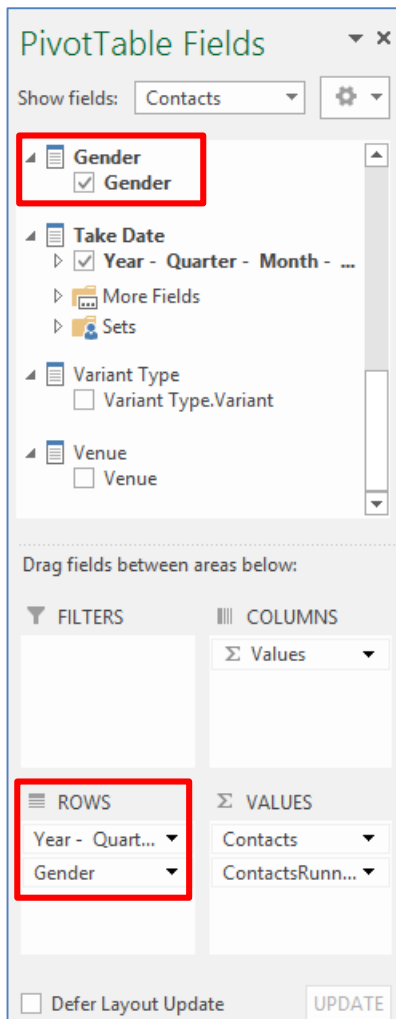 PivotTable Fields
Show fields: Contacts
Gender
Gender
Take Date
Year - Quarter - Month - ...
More Fields
Sets
Variant Type
Variant Type.Variant
Venue
Venue
Drag fields between areas below:
FILTERS
COLUMNS
Σ Values
ROWS
Year - Quart...
Gender
Σ VALUES
Contacts
ContactsRunn...
Defer Layout Update
UPDATE